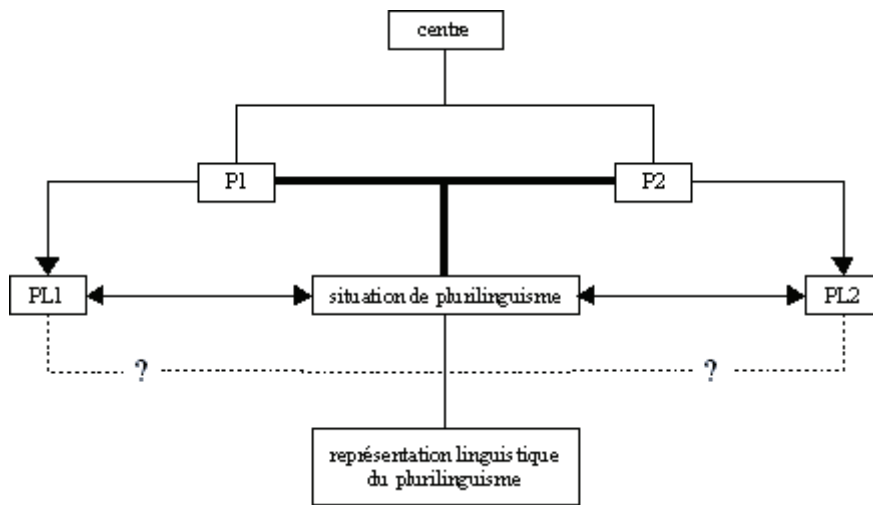 centre
P1
P2
PL1
situation de plurilinguisme
PL2
?
?
représentation linguistique
du plurilinguisme